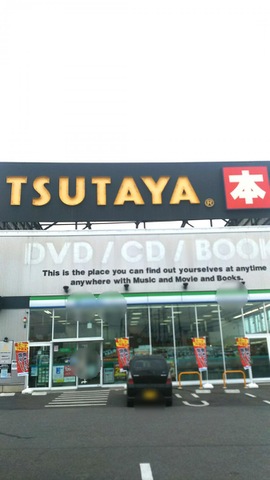 TSUTAYA® 本
DVD / CD / BOOK
This is the place you can find out yourselves at anytime
anywhere with Music and Movie and Books.